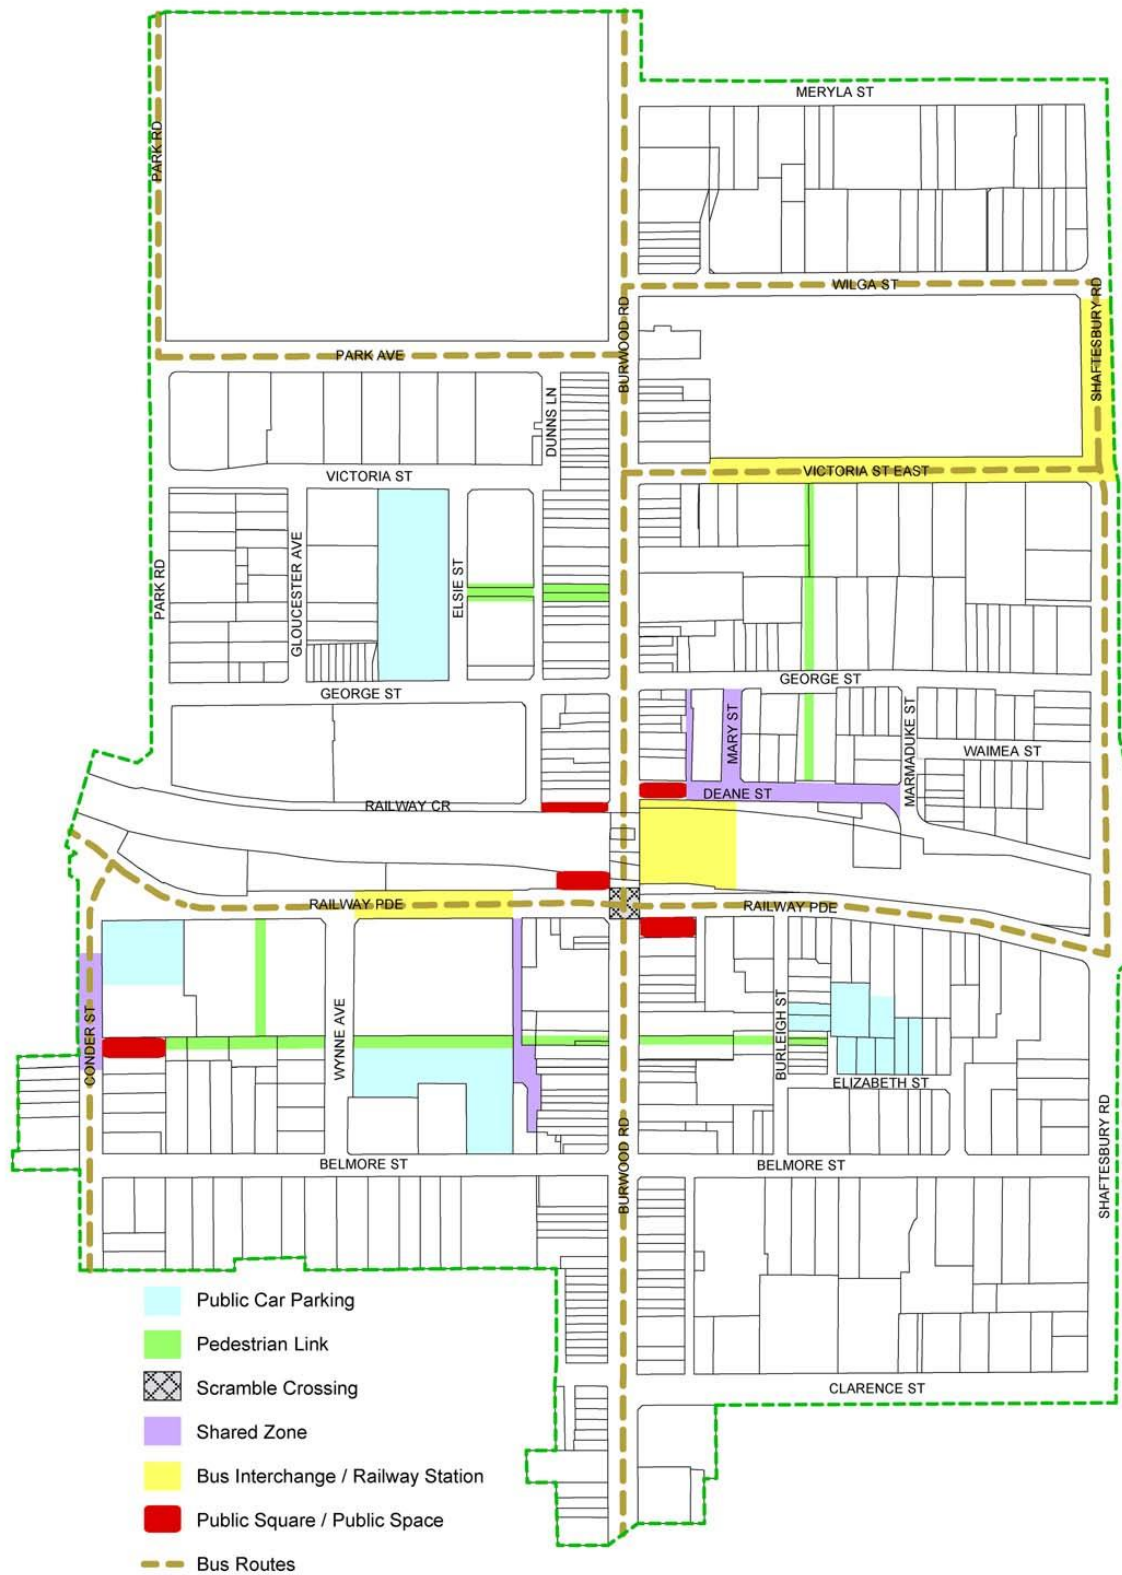 MERYLA ST
PARK RD
WILGA ST
BURWOOD RD
SHAFTESBURY RD
PARK AVE
DUNNS LN
VICTORIA ST
VICTORIA ST EAST
PARK RD
GLOUCESTER AVE
ELSIE ST
GEORGE ST
GEORGE ST
MARY ST
MARMADUKE ST
WAIMEA ST
DEANE ST
RAILWAY CR
RAILWAY PDE
RAILWAY PDE
CONDER ST
WYNNE AVE
BURLEIGH ST
ELIZABETH ST
BURWOOD RD
SHAFTESBURY RD
BELMORE ST
BELMORE ST
CLARENCE ST
Public Car Parking
Pedestrian Link
Scramble Crossing
Shared Zone
Bus Interchange / Railway Station
Public Square / Public Space
Bus Routes